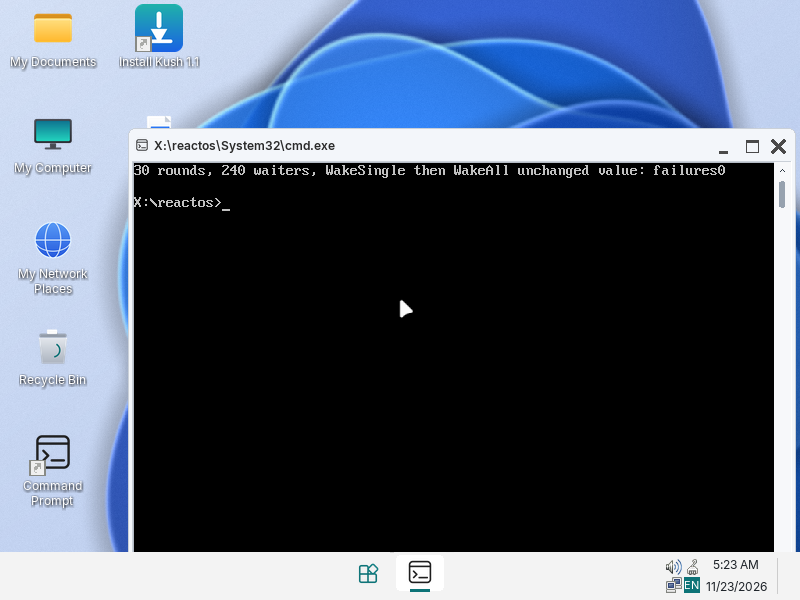 My Documents
Install Kush 1.1
My Computer
My Network
Places
Recycle Bin
Command
Prompt
X:\reactos\System32\cmd.exe
30 rounds, 240 waiters, WakeSingle then WakeAll unchanged value: failures0
X:\reactos>_
EN
5:23 AM
11/23/2026